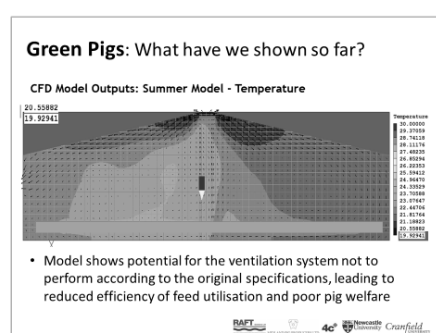 Green Pigs: What have we shown so far?
CFD Model Outputs: Summer Model - Temperature
20.55882
19.92941
Temperature
30.00000
29.37059
28.74118
28.11176
27.48235
26.85294
26.22353
25.59412
24.96470
24.33529
23.70588
23.07647
22.44706
21.81764
21.18823
20.55882
19.92941
• Model shows potential for the ventilation system not to
perform according to the original specifications, leading to
reduced efficiency of feed utilisation and poor pig welfare
RAFT
4c
Newcastle
University
Cranfield